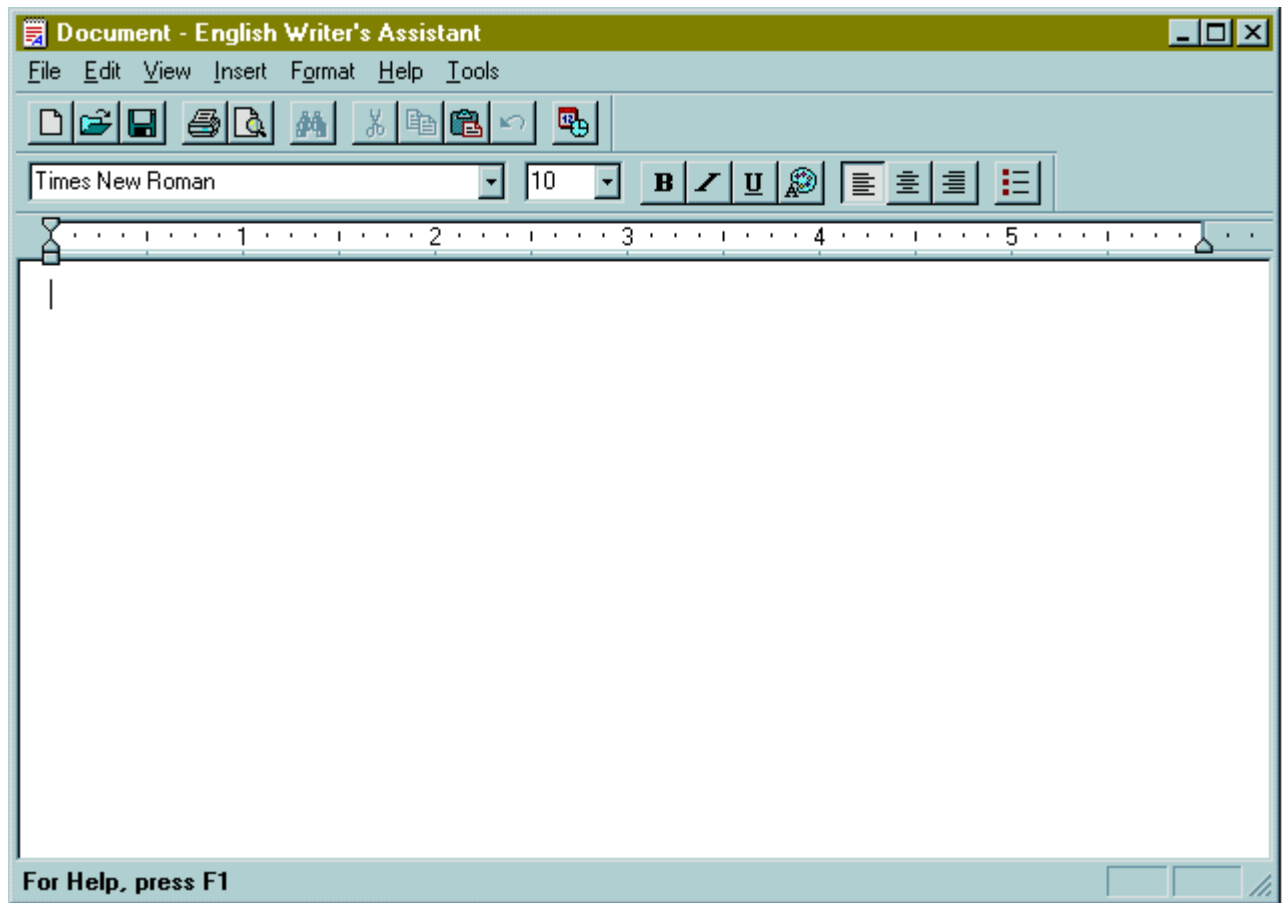 Document - English Writer's Assistant
File Edit View Insert Format Help Tools
Times New Roman 10 B I U
1 2 3 4 5
For Help, press F1